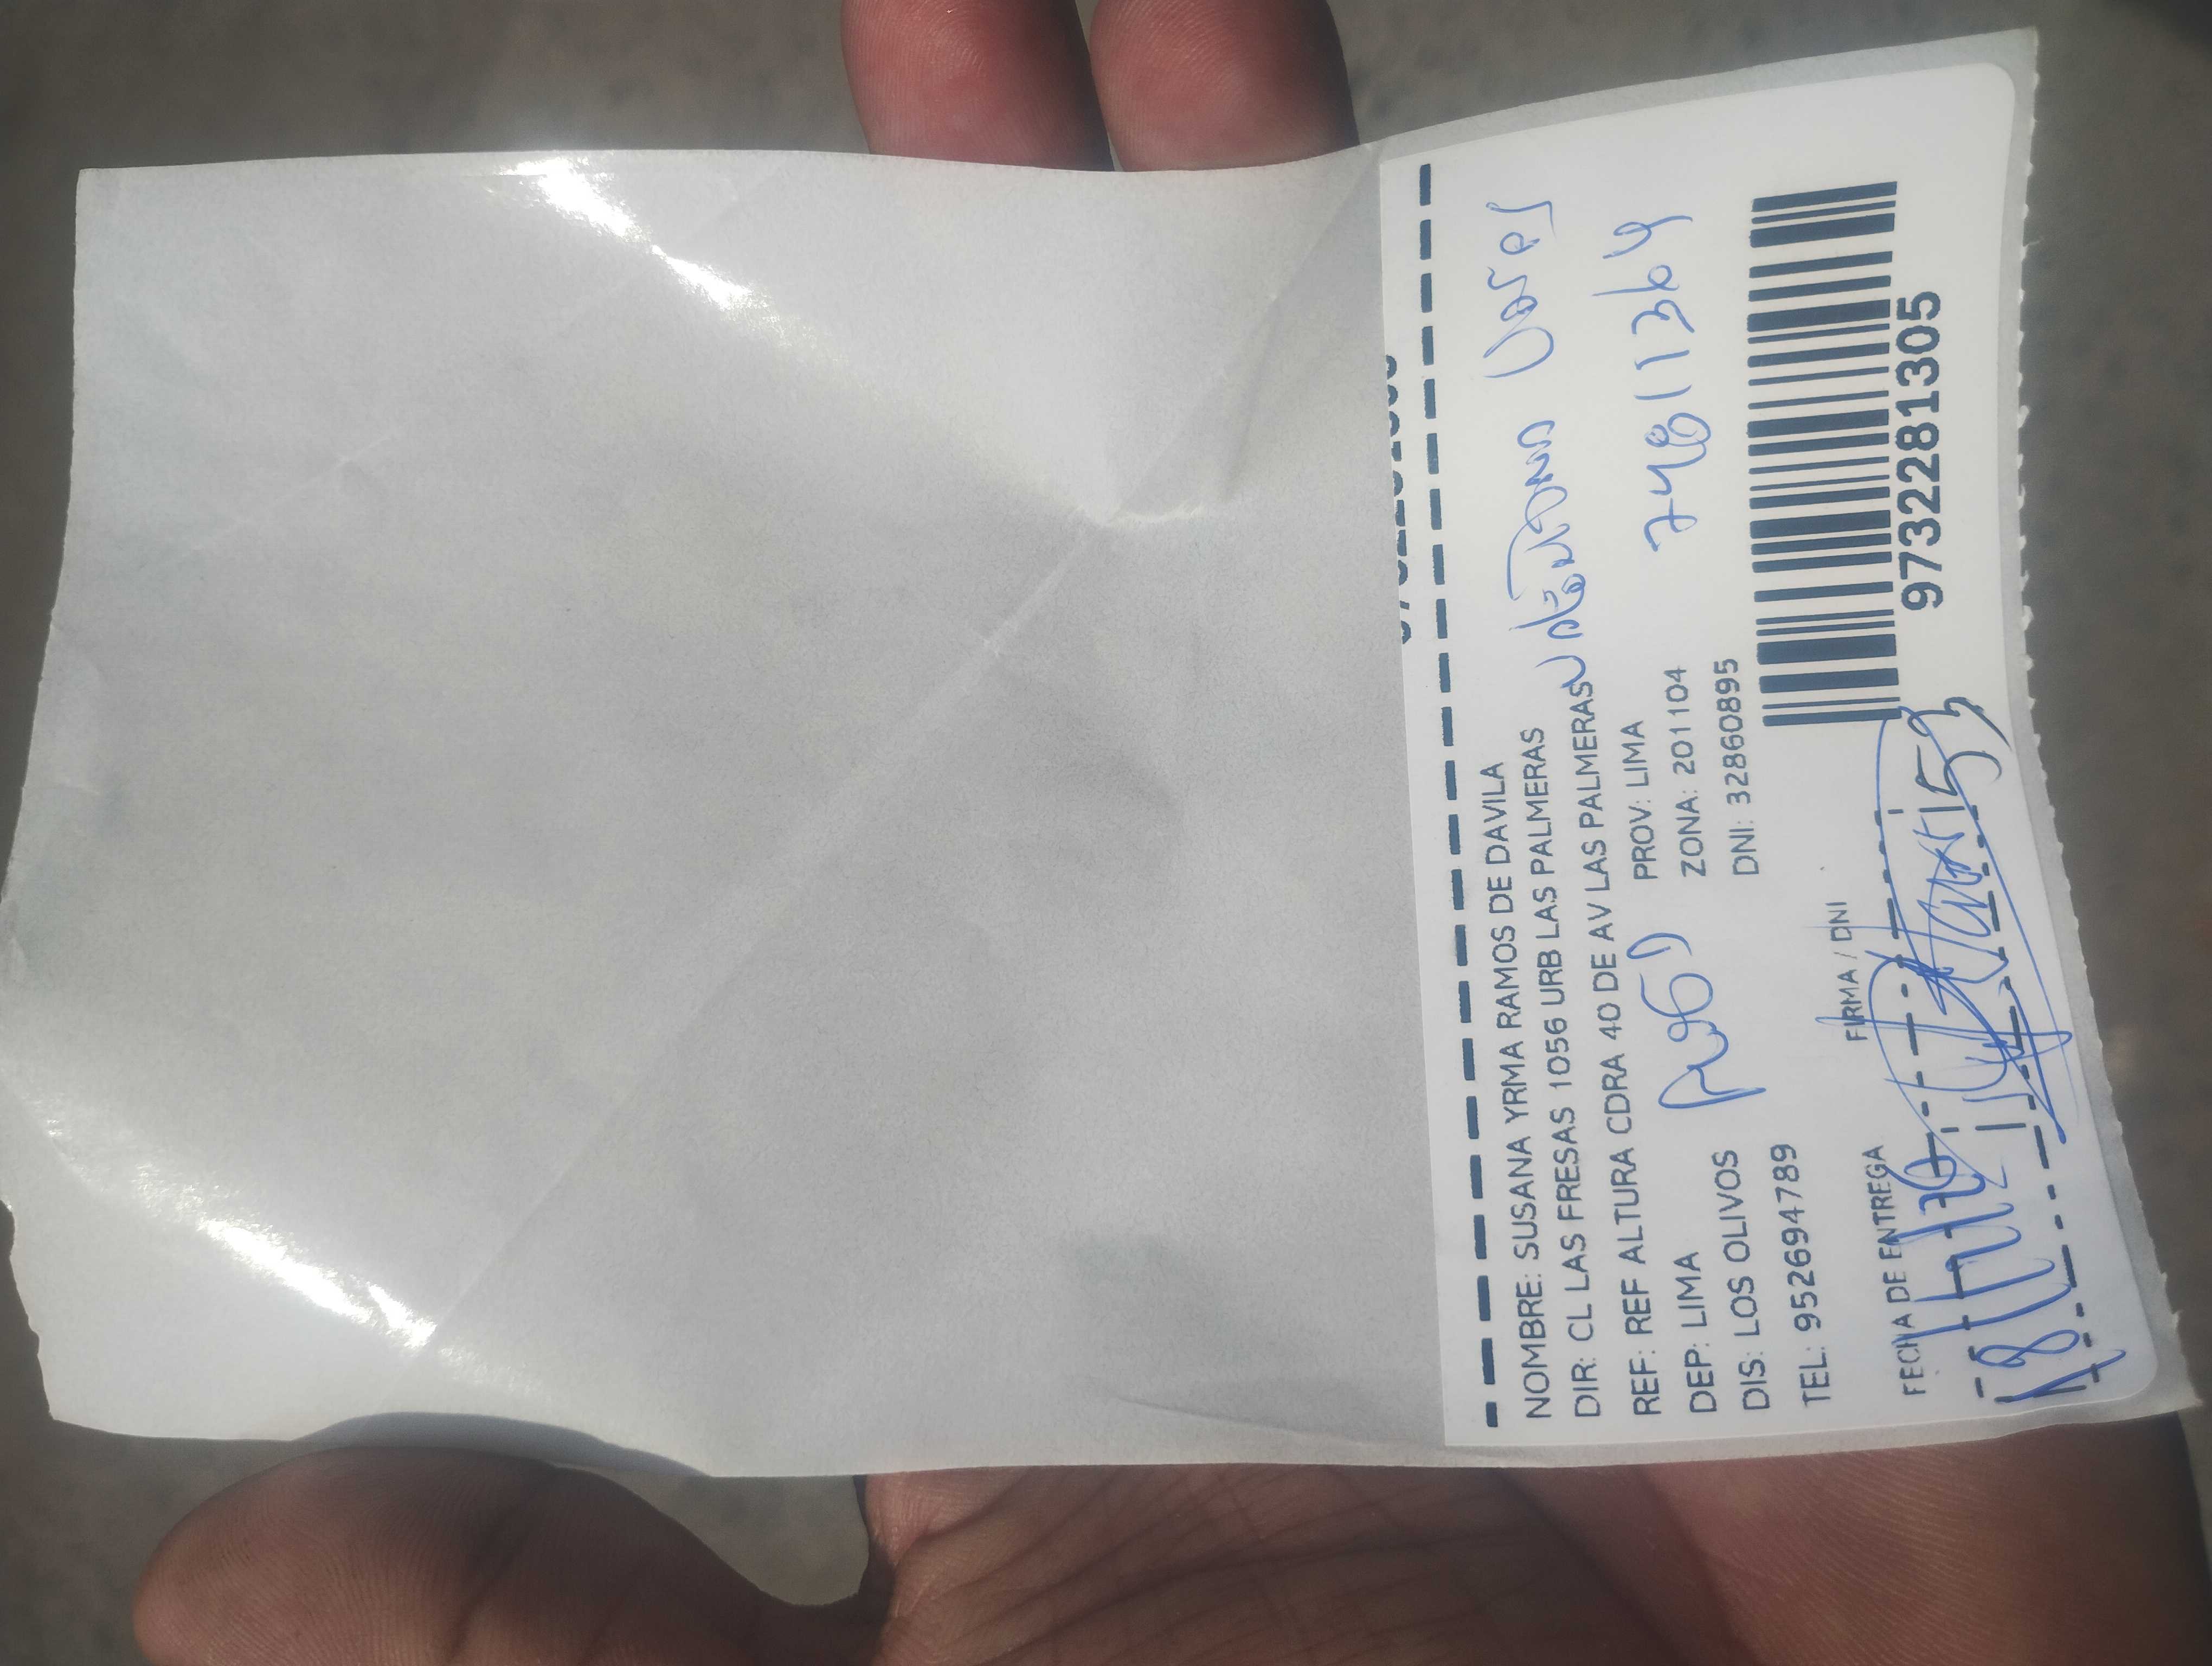 NOMBRE: SUSANA YRMA RAMOS DE DAVILA
DIR: CL LAS FRESAS 1056 URB LAS PALMERAS
REF: REF ALTURA CDRA 40 DE AV LAS PALMERAS
DEP: LIMA PROV: LIMA
DIS: LOS OLIVOS ZONA: 201104
TEL: 952694789 DNI: 32860895
74811364
FECHA DE ENTREGA FIRMA / DNI
9732281305